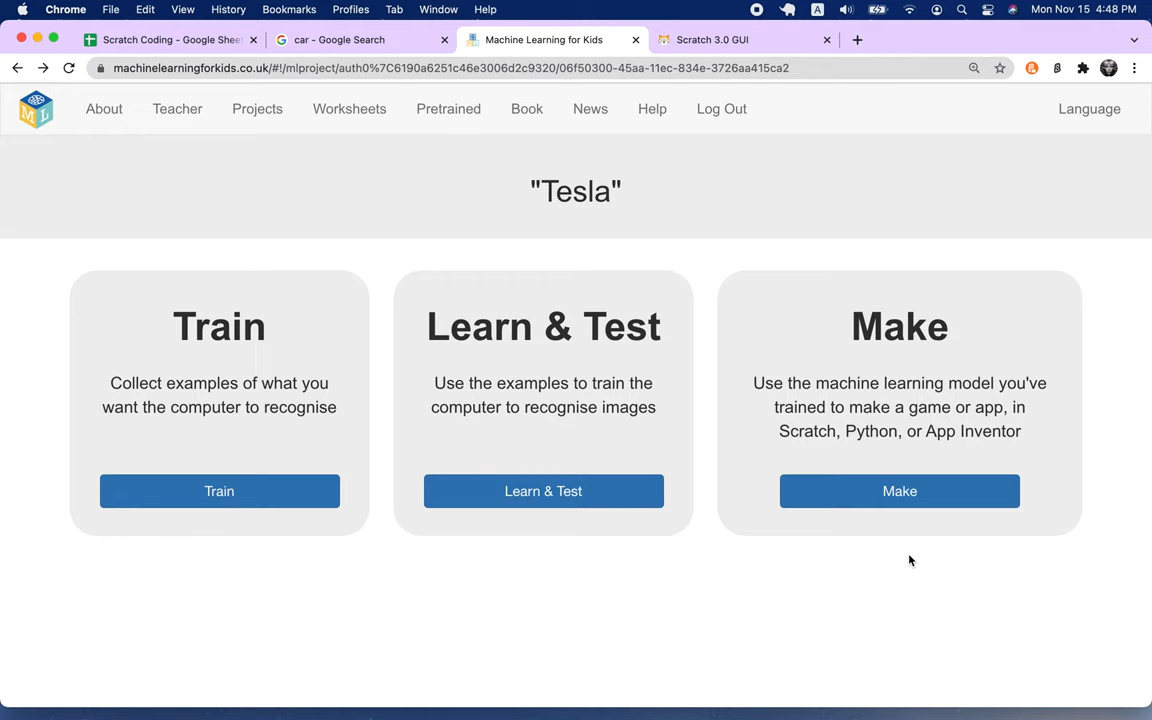 Chrome File Edit View History Bookmarks Profiles Tab Window Help A Mon Nov 15 4:48 PM
Scratch Coding - Google Shee car - Google Search Machine Learning for Kids Scratch 3.0 GUI
machinelearningforkids.co.uk/#!/mlproject/auth0%7C6190a6251c46e3006d2c9320/06f50300-45aa-11ec-834e-3726aa415ca2
ML About Teacher Projects Worksheets Pretrained Book News Help Log Out Language
"Tesla"
Train
Collect examples of what you
want the computer to recognise
Train
Learn & Test
Use the examples to train the
computer to recognise images
Learn & Test
Make
Use the machine learning model you've
trained to make a game or app, in
Scratch, Python, or App Inventor
Make